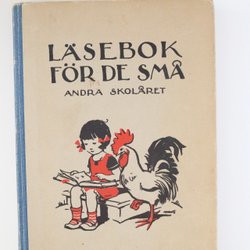 LÄSEBOK
FÖR DE SMÅ
ANDRA SKOLÅRET